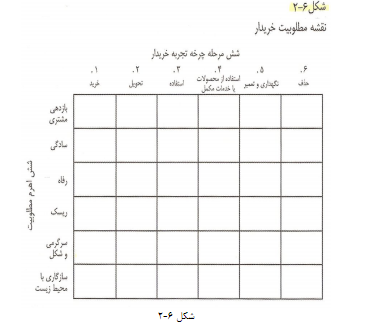 شکل ۶-۲
نقشه مطلوبیت خریدار
شش مرحله چرخه تجربه خریدار
۱. خرید
۲. تحویل
۳. استفاده
۴. استفاده از محصولات یا خدمات مکمل
۵. نگهداری و تعمیر
۶. حذف
شش اهرم مطلوبیت
بازدهی
مشتری
سادگی
رفاه
ریسک
سرگرمی
و شکل
سازگاری با
محیط زیست
شکل ۶-۲